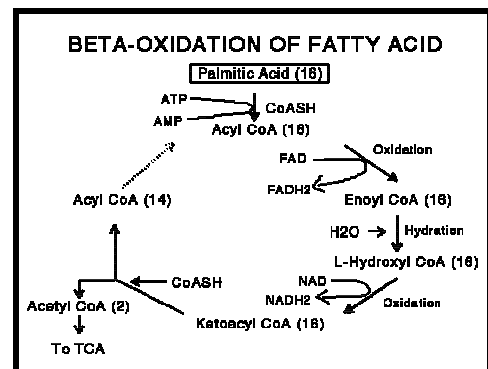 BETA-OXIDATION OF FATTY ACID
Palmitic Acid (16)
ATP
CoASH
AMP
Acyl CoA (16)
Oxidation
FAD
FADH2
Acyl CoA (14)
Enoyl CoA (16)
H2O
Hydration
L-Hydroxyl CoA (16)
CoASH
NAD
NADH2
Oxidation
Acetyl CoA (2)
Ketoacyl CoA (16)
To TCA